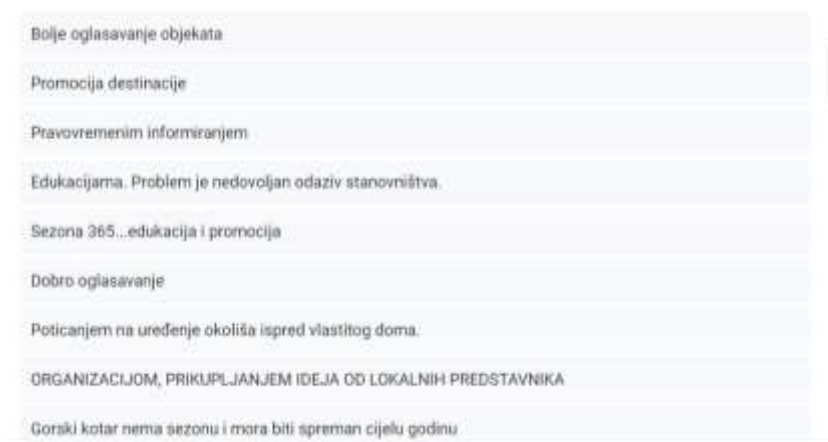 Bolje oglasavanje objekata
Promocija destinacije
Pravovremenim informiranjem
Edukacijama. Problem je nedovoljan odaziv stanovništva.
Sezona 365...edukacija i promocija
Dobro oglasavanje
Poticanjem na uređenje okoliša ispred vlastitog doma.
ORGANIZACIJOM, PRIKUPLJANJEM IDEJA OD LOKALNIH PREDSTAVNIKA
Gorski kotar nema sezonu i mora biti spreman cijelu godinu